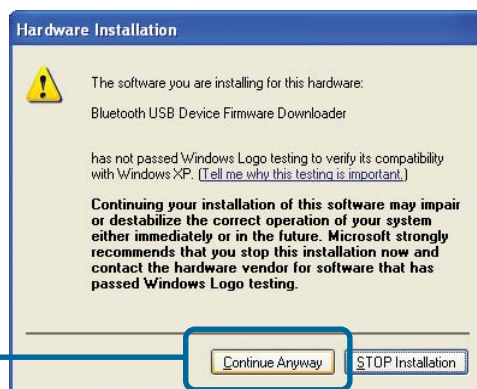 Hardware Installation
The software you are installing for this hardware:
Bluetooth USB Device Firmware Downloader
has not passed Windows Logo testing to verify its compatibility
with Windows XP. (Tell me why this testing is important.)
Continuing your installation of this software may impair
or destabilize the correct operation of your system
either immediately or in the future. Microsoft strongly
recommends that you stop this installation now and
contact the hardware vendor for software that has
passed Windows Logo testing.
Continue Anyway STOP Installation